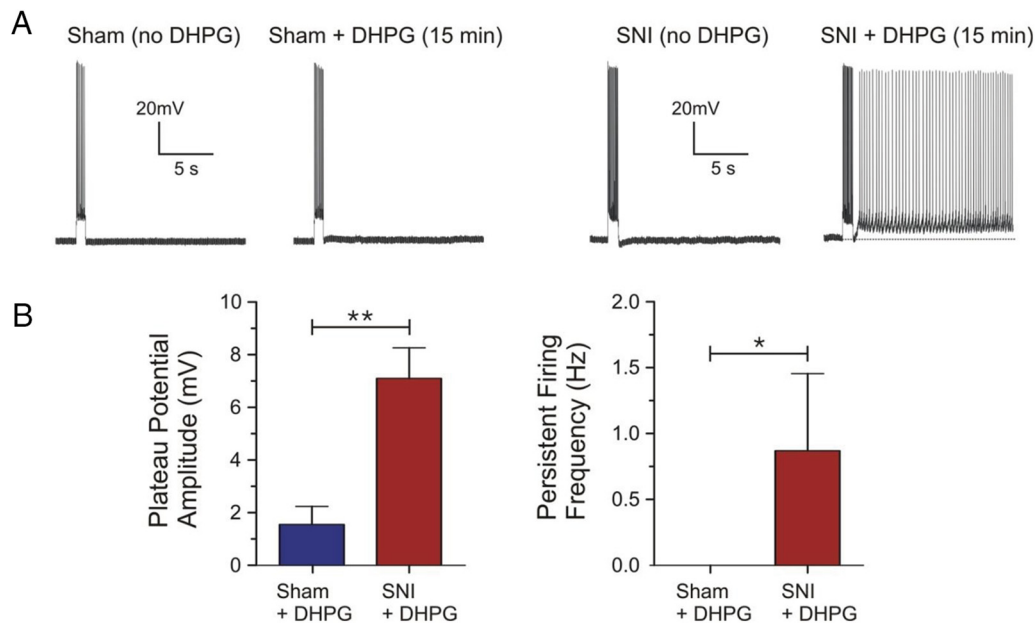 A
Sham (no DHPG)
Sham + DHPG (15 min)
SNI (no DHPG)
SNI + DHPG (15 min)
20mV
5 s
20mV
5 s
B
Plateau Potential
Amplitude (mV)
10
8
6
4
2
0
**
Sham
+ DHPG
SNI
+ DHPG
Persistent Firing
Frequency (Hz)
2.0
1.5
1.0
0.5
0.0
*
Sham
+ DHPG
SNI
+ DHPG